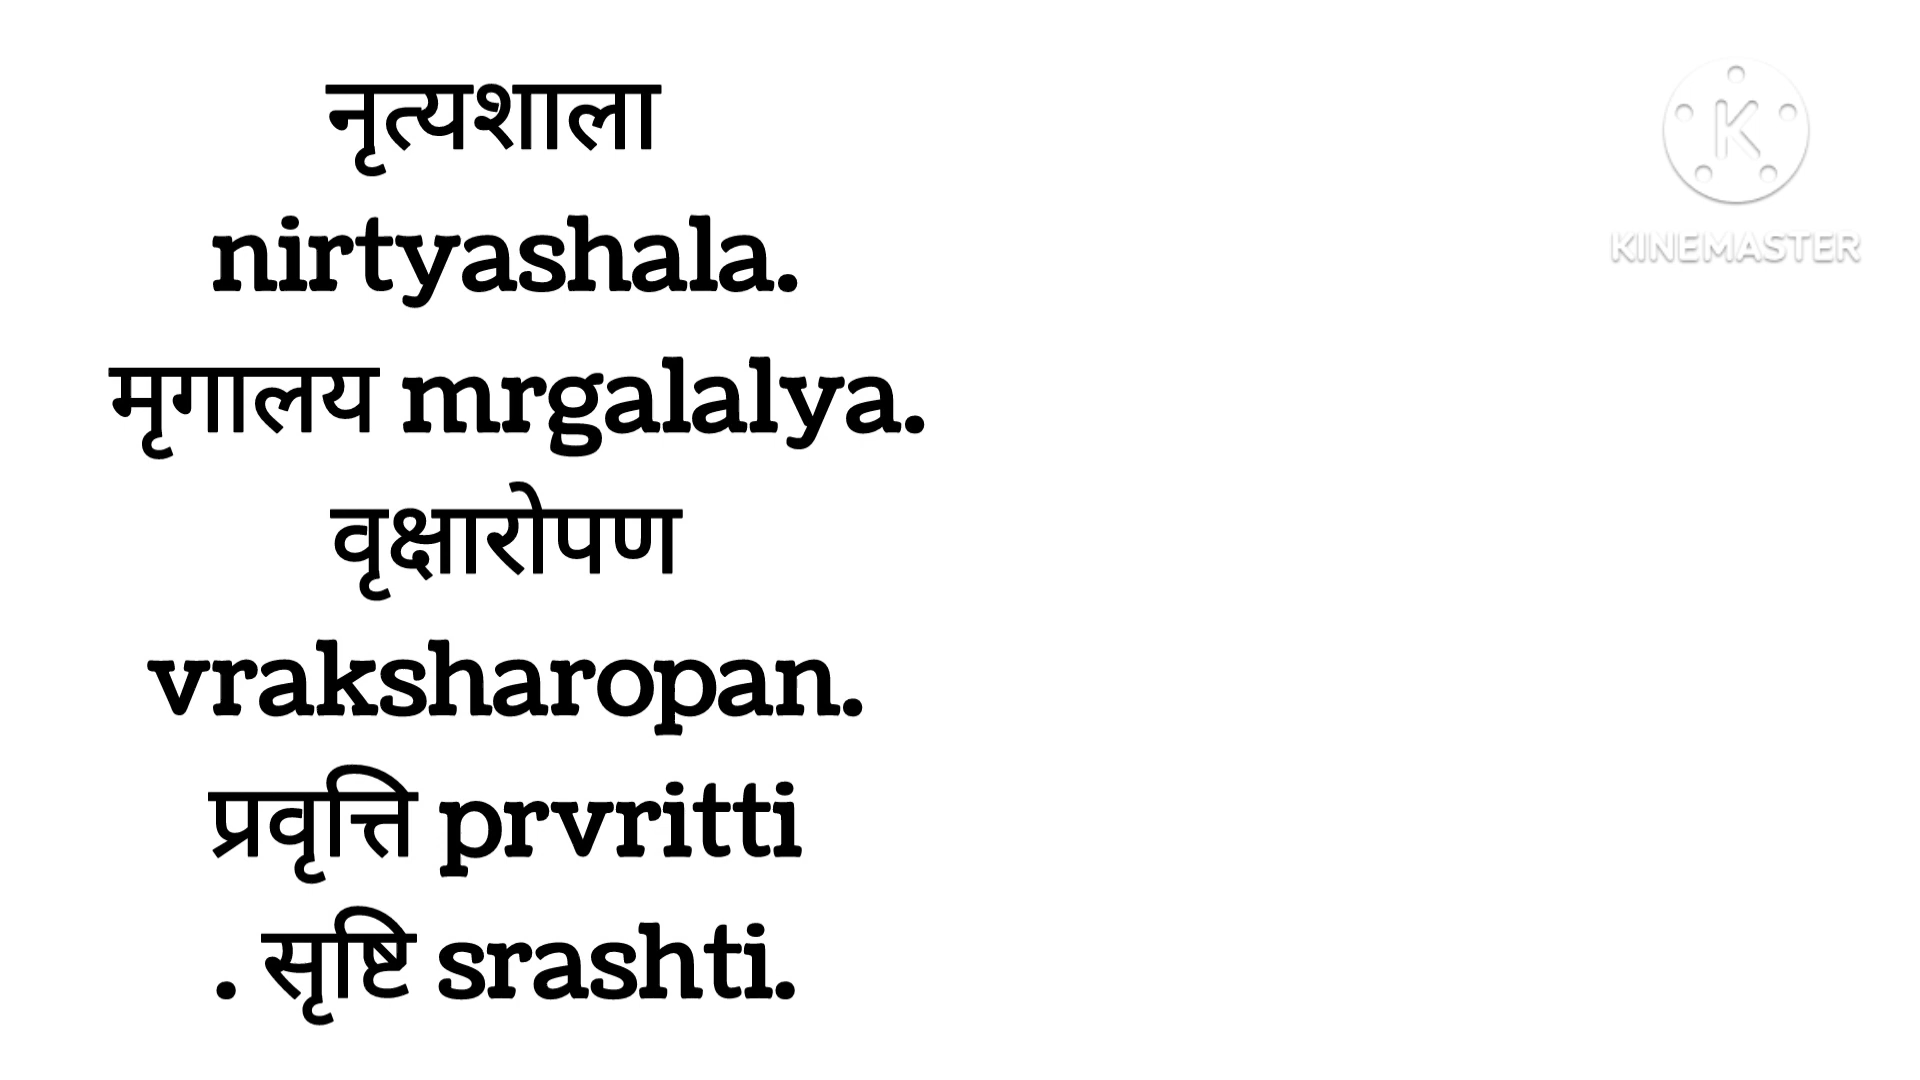 नृत्यशाला
nirtyashala.
मृगालय mrgalalya.
वृक्षारोपण
vraksharopan.
प्रवृत्ति prvritti
. सृष्टि srashti.
K
KINEMASTER